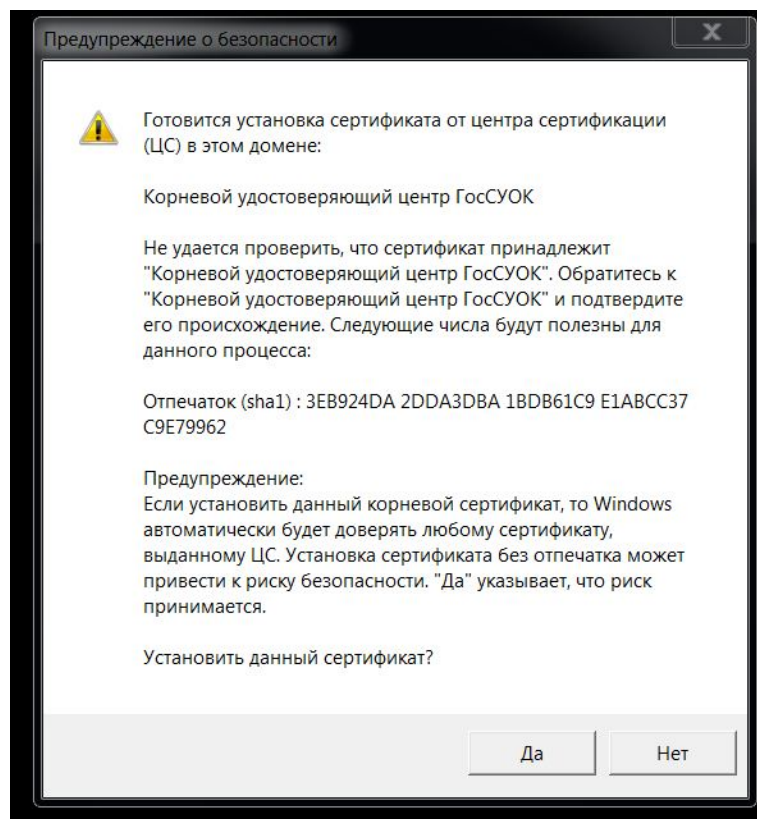 Предупреждение о безопасности
Готовится установка сертификата от центра сертификации
(ЦС) в этом домене:
Корневой удостоверяющий центр ГосСУОК
Не удается проверить, что сертификат принадлежит
"Корневой удостоверяющий центр ГосСУОК". Обратитесь к
"Корневой удостоверяющий центр ГосСУОК" и подтвердите
его происхождение. Следующие числа будут полезны для
данного процесса:
Отпечаток (sha1) : 3EB924DA 2DDA3DBA 1BDB61C9 E1ABCC37
C9E79962
Предупреждение:
Если установить данный корневой сертификат, то Windows
автоматически будет доверять любому сертификату,
выданному ЦС. Установка сертификата без отпечатка может
привести к риску безопасности. "Да" указывает, что риск
принимается.
Установить данный сертификат?
Да
Нет